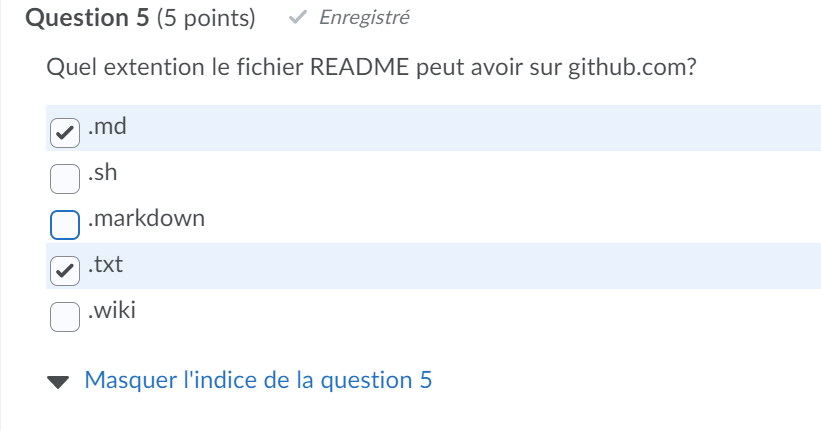 Question 5 (5 points) Enregistré
Quel extention le fichier README peut avoir sur github.com?
.md
.sh
.markdown
.txt
.wiki
Masquer l'indice de la question 5